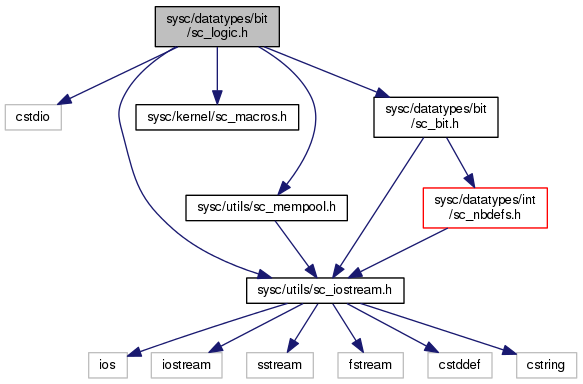 sysc/datatypes/bit
/sc_logic.h
cstdio
sysc/kernel/sc_macros.h
sysc/datatypes/bit
/sc_bit.h
sysc/utils/sc_mempool.h
sysc/datatypes/int
/sc_nbdefs.h
sysc/utils/sc_iostream.h
ios
iostream
sstream
fstream
cstddef
cstring